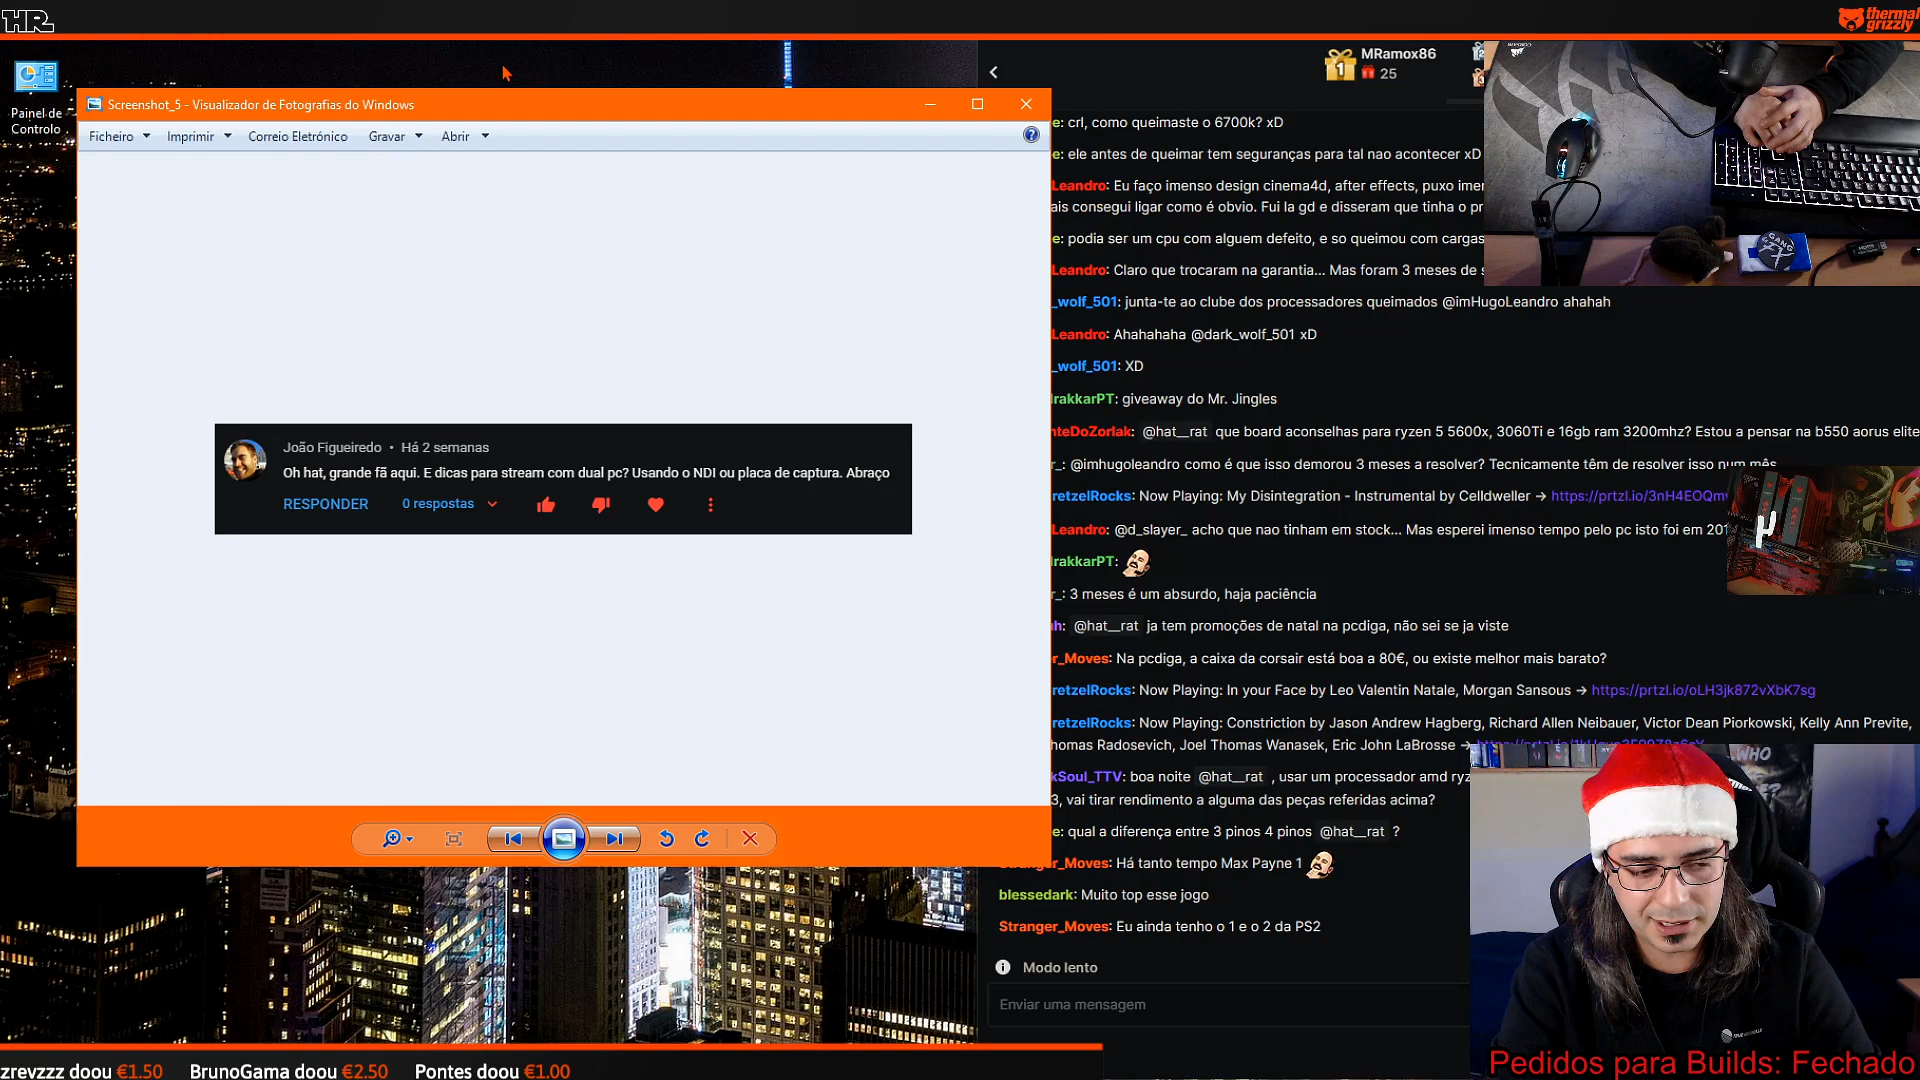 HR
thermal
grizzly
Painel de
Controlo
Screenshot_5 - Visualizador de Fotografias do Windows
Ficheiro
Imprimir
Correio Eletrónico
Gravar
Abrir
João Figueiredo • Há 2 semanas
Oh hat, grande fã aqui. E dicas para stream com dual pc? Usando o NDI ou placa de captura. Abraço
RESPONDER
0 respostas
MRamox86
1
25
e: crl, como queimaste o 6700k? xD
e: ele antes de queimar tem seguranças para tal nao acontecer xD
Leandro: Eu faço imenso design cinema4d, after effects, puxo
ais consegui ligar como é obvio. Fui la gd e disseram que tinha o
e: podia ser um cpu com alguem defeito, e so queimou com cargas
Leandro: Claro que trocaram na garantia... Mas foram 3 meses de
_wolf_501: junta-te ao clube dos processadores queimados @imHugoLeandro ahahah
Leandro: Ahahahaha @dark_wolf_501 xD
_wolf_501: XD
rakkarPT: giveaway do Mr. Jingles
nteDoZorlak: @hat__rat que board aconselhas para ryzen 5 5600x, 3060Ti e 16gb ram 3200mhz? Estou a pensar na b550 aorus elite
r_: @imhugoleandro como é que isso demorou 3 meses a resolver? Tecnicamente têm de resolver isso num mês
retzelRocks: Now Playing: My Disintegration - Instrumental by Celldweller → https://prtzl.io/3nH4EOQm
Leandro: @d_slayer_ acho que nao tinham em stock... Mas esperei imenso tempo pelo pc isto foi em 201
rakkarPT:
r_: 3 meses é um absurdo, haja paciência
h: @hat__rat ja tem promoções de natal na pcdiga, não sei se ja viste
r_Moves: Na pcdiga, a caixa da corsair está boa a 80€, ou existe melhor mais barato?
retzelRocks: Now Playing: In your Face by Leo Valentin Natale, Morgan Sansous → https://prtzl.io/oLH3jk872vXbK7sg
retzelRocks: Now Playing: Constriction by Jason Andrew Hagberg, Richard Allen Neibauer, Victor Dean Piorkowski, Kelly Ann Previte,
homas Radosevich, Joel Thomas Wanasek, Eric John LaBrosse →
kSoul_TTV: boa noite @hat__rat , usar um processador amd ryz
3, vai tirar rendimento a alguma das peças referidas acima?
e: qual a diferença entre 3 pinos 4 pinos @hat__rat ?
Stranger_Moves: Há tanto tempo Max Payne 1
blessedark: Muito top esse jogo
Stranger_Moves: Eu ainda tenho o 1 e o 2 da PS2
Modo lento
Enviar uma mensagem
GANG
WHO
zrevzzz doou €1.50
BrunoGama doou €2.50
Pontes doou €1.00
Pedidos para Builds: Fechado